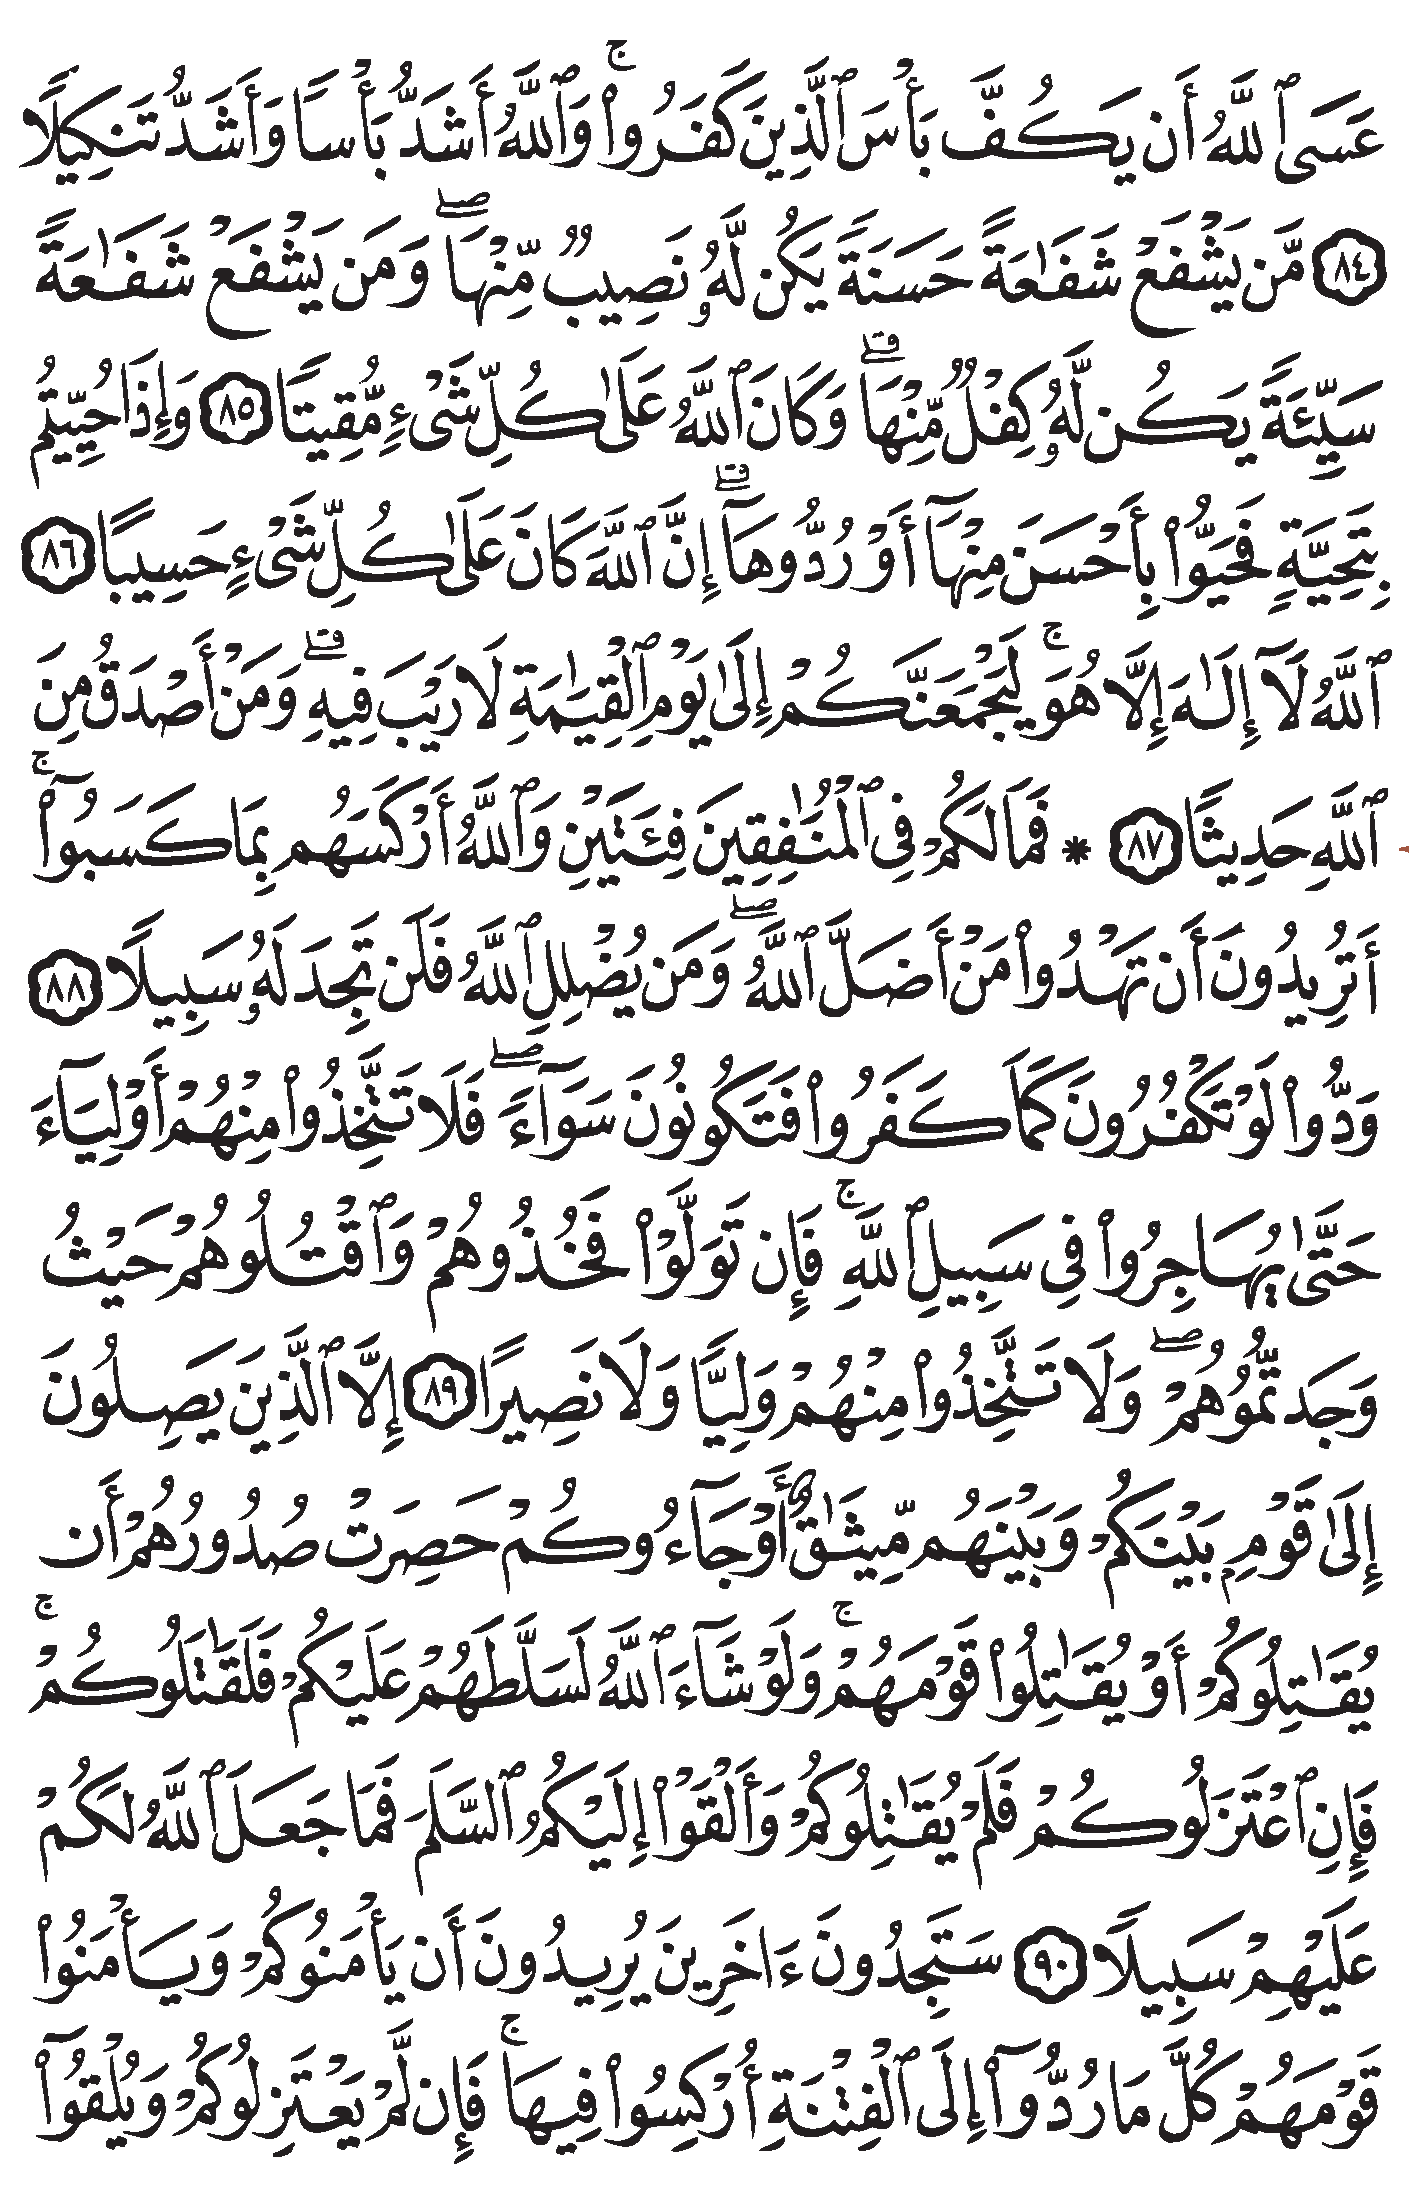 عَسَى ٱللَّهُ أَن يَكُفَّ بَأْسَ ٱلَّذِينَ كَفَرُوا۟ ۚ وَٱللَّهُ أَشَدُّ بَأْسًا وَأَشَدُّ تَنكِيلًا
٨٤ مَّن يَشْفَعْ شَفَٰعَةً حَسَنَةً يَكُن لَّهُۥ نَصِيبٌ مِّنْهَا ۖ وَمَن يَشْفَعْ شَفَٰعَةً
سَيِّئَةً يَكُن لَّهُۥ كِفْلٌ مِّنْهَا ۗ وَكَانَ ٱللَّهُ عَلَىٰ كُلِّ شَىْءٍ مُّقِيتًا ٨٥ وَإِذَا حُيِّيتُم
بِتَحِيَّةٍ فَحَيُّوا۟ بِأَحْسَنَ مِنْهَآ أَوْ رُدُّوهَآ ۗ إِنَّ ٱللَّهَ كَانَ عَلَىٰ كُلِّ شَىْءٍ حَسِيبًا ٨٦
ٱللَّهُ لَآ إِلَٰهَ إِلَّا هُوَ ۚ لَيَجْمَعَنَّكُمْ إِلَىٰ يَوْمِ ٱلْقِيَٰمَةِ لَا رَيْبَ فِيهِ ۗ وَمَنْ أَصْدَقُ مِنَ
ٱللَّهِ حَدِيثًا ٨٧ ۞ فَمَا لَكُمْ فِى ٱلْمُنَٰفِقِينَ فِئَتَيْنِ وَٱللَّهُ أَرْكَسَهُم بِمَا كَسَبُوٓا۟ ۚ
أَتُرِيدُونَ أَن تَهْدُوا۟ مَنْ أَضَلَّ ٱللَّهُ ۖ وَمَن يُضْلِلِ ٱللَّهُ فَلَن تَجِدَ لَهُۥ سَبِيلًا ٨٨
وَدُّوا۟ لَوْ تَكْفُرُونَ كَمَا كَفَرُوا۟ فَتَكُونُونَ سَوَآءً ۖ فَلَا تَتَّخِذُوا۟ مِنْهُمْ أَوْلِيَآءَ
حَتَّىٰ يُهَاجِرُوا۟ فِى سَبِيلِ ٱللَّهِ ۚ فَإِن تَوَلَّوْا۟ فَخُذُوهُمْ وَٱقْتُلُوهُمْ حَيْثُ
وَجَدتُّمُوهُمْ ۖ وَلَا تَتَّخِذُوا۟ مِنْهُمْ وَلِيًّا وَلَا نَصِيرًا ٨٩ إِلَّا ٱلَّذِينَ يَصِلُونَ
إِلَىٰ قَوْمٍۭ بَيْنَكُمْ وَبَيْنَهُم مِّيثَٰقٌ أَوْ جَآءُوكُمْ حَصِرَتْ صُدُورُهُمْ أَن
يُقَٰتِلُوكُمْ أَوْ يُقَٰتِلُوا۟ قَوْمَهُمْ ۚ وَلَوْ شَآءَ ٱللَّهُ لَسَلَّطَهُمْ عَلَيْكُمْ فَلَقَٰتَلُوكُمْ ۚ
فَإِنِ ٱعْتَزَلُوكُمْ فَلَمْ يُقَٰتِلُوكُمْ وَأَلْقَوْا۟ إِلَيْكُمُ ٱلسَّلَمَ فَمَا جَعَلَ ٱللَّهُ لَكُمْ
عَلَيْهِمْ سَبِيلًا ٩٠ سَتَجِدُونَ ءَاخَرِينَ يُرِيدُونَ أَن يَأْمَنُوكُمْ وَيَأْمَنُوا۟
قَوْمَهُمْ كُلَّ مَا رُدُّوٓا۟ إِلَى ٱلْفِتْنَةِ أُرْكِسُوا۟ فِيهَا ۚ فَإِن لَّمْ يَعْتَزِلُوكُمْ وَيُلْقُوٓا۟